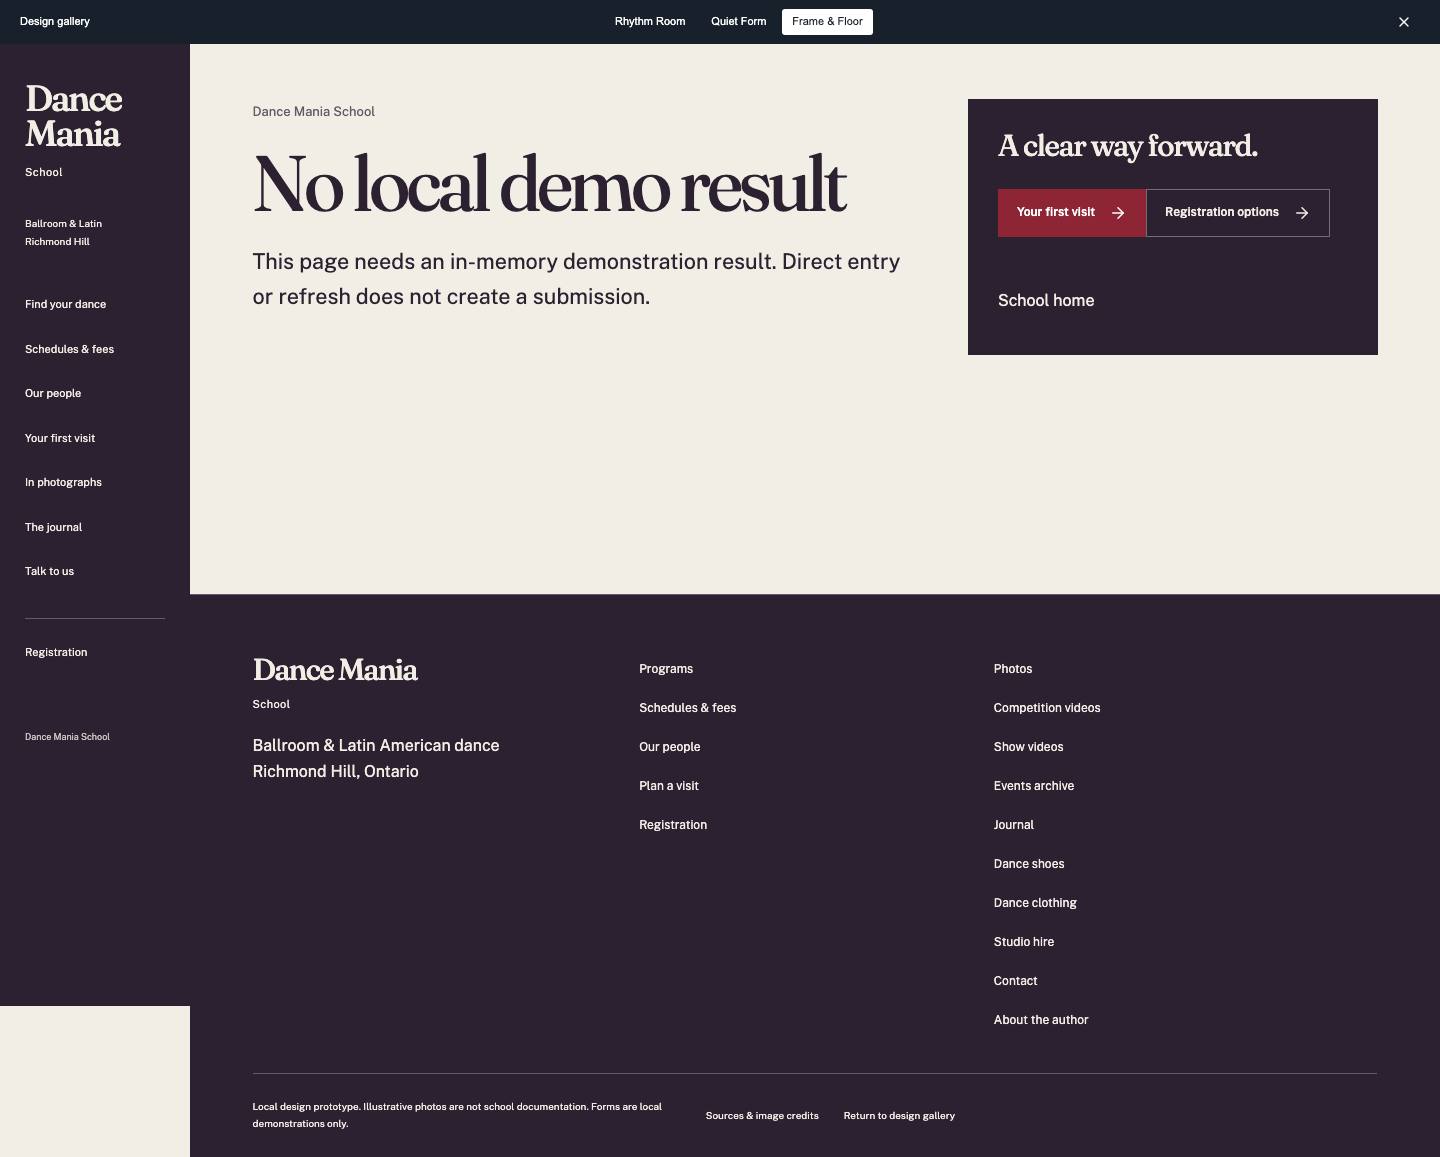 Design gallery
Rhythm Room
Quiet Form
Frame & Floor
Dance
Mania
School
Ballroom & Latin
Richmond Hill
Find your dance
Schedules & fees
Our people
Your first visit
In photographs
The journal
Talk to us
Registration
Dance Mania School
Dance Mania School
No local demo result
This page needs an in-memory demonstration result. Direct entry
or refresh does not create a submission.
A clear way forward.
Your first visit
Registration options
School home
Dance Mania
School
Ballroom & Latin American dance
Richmond Hill, Ontario
Programs
Schedules & fees
Our people
Plan a visit
Registration
Photos
Competition videos
Show videos
Events archive
Journal
Dance shoes
Dance clothing
Studio hire
Contact
About the author
Local design prototype. Illustrative photos are not school documentation. Forms are local
demonstrations only.
Sources & image credits
Return to design gallery